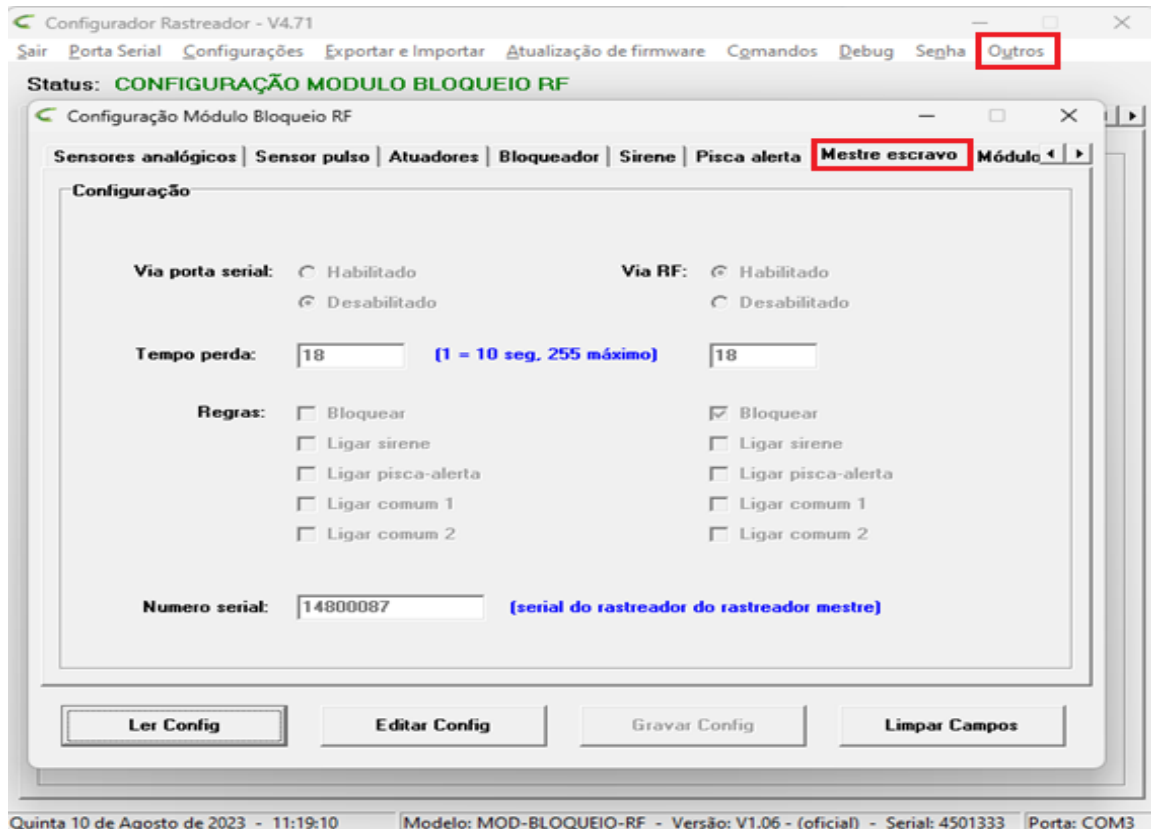 Configurador Rastreador - V4.71
Sair Porta Serial Configurações Exportar e Importar Atualização de firmware Comandos Debug Senha Outros
Status: CONFIGURAÇÃO MODULO BLOQUEIO RF
Configuração Módulo Bloqueio RF
Sensores analógicos Sensor pulso Atuadores Bloqueador Sirene Pisca alerta Mestre escravo Módulo
Configuração
Via porta serial: Habilitado Via RF: Habilitado
Desabilitado Desabilitado
Tempo perda: 18 (1 = 10 seg, 255 máximo) 18
Regras: Bloquear Bloquear
Ligar sirene Ligar sirene
Ligar pisca-alerta Ligar pisca-alerta
Ligar comum 1 Ligar comum 1
Ligar comum 2 Ligar comum 2
Numero serial: 14800087 (serial do rastreador do rastreador mestre)
Ler Config Editar Config Gravar Config Limpar Campos
Quinta 10 de Agosto de 2023 - 11:19:10 Modelo: MOD-BLOQUEIO-RF - Versão: V1.06 - (oficial) - Serial: 4501333 Porta: COM3